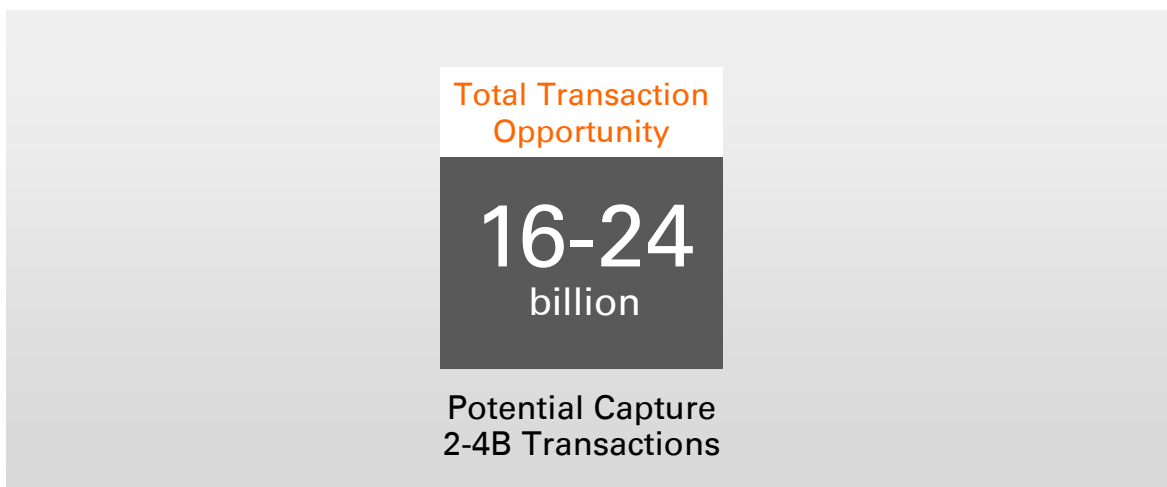 Total Transaction
Opportunity
16-24
billion
Potential Capture
2-4B Transactions